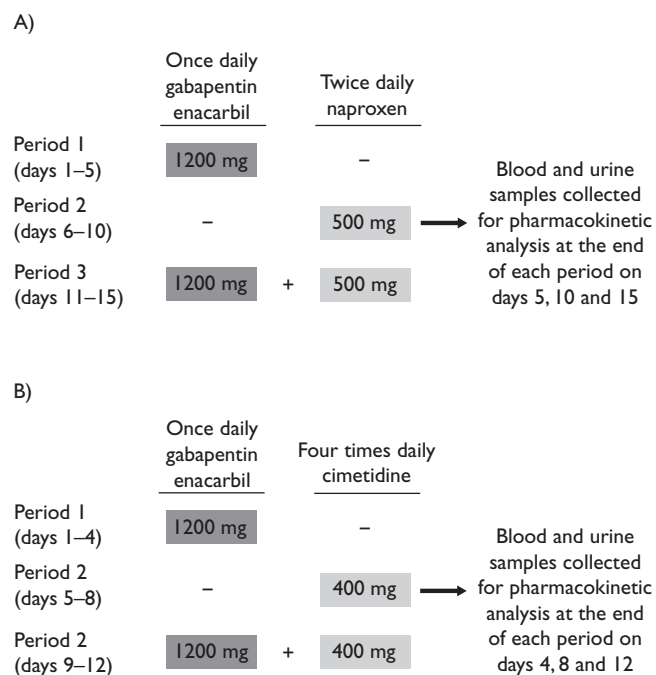 A)
Once daily
gabapentin
enacarbil
Twice daily
naproxen
Period 1
(days 1–5)
1200 mg
–
Period 2
(days 6–10)
–
500 mg
Period 3
(days 11–15)
1200 mg
+
500 mg
Blood and urine
samples collected
for pharmacokinetic
analysis at the end
of each period on
days 5, 10 and 15
B)
Once daily
gabapentin
enacarbil
Four times daily
cimetidine
Period 1
(days 1–4)
1200 mg
–
Period 2
(days 5–8)
–
400 mg
Period 2
(days 9–12)
1200 mg
+
400 mg
Blood and urine
samples collected
for pharmacokinetic
analysis at the end
of each period on
days 4, 8 and 12